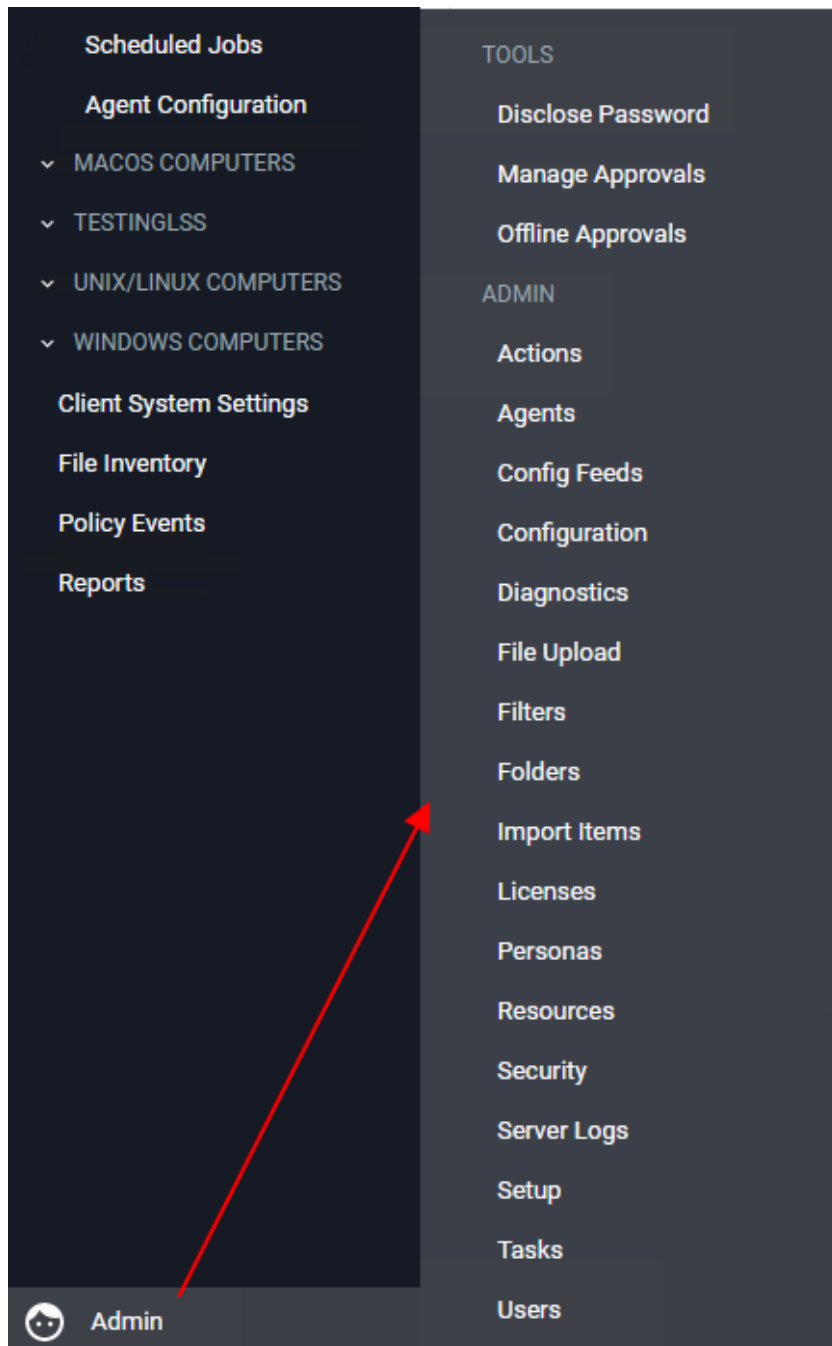 Scheduled Jobs
Agent Configuration
MACOS COMPUTERS
TESTINGLSS
UNIX/LINUX COMPUTERS
WINDOWS COMPUTERS
Client System Settings
File Inventory
Policy Events
Reports
Admin
TOOLS
Disclose Password
Manage Approvals
Offline Approvals
ADMIN
Actions
Agents
Config Feeds
Configuration
Diagnostics
File Upload
Filters
Folders
Import Items
Licenses
Personas
Resources
Security
Server Logs
Setup
Tasks
Users